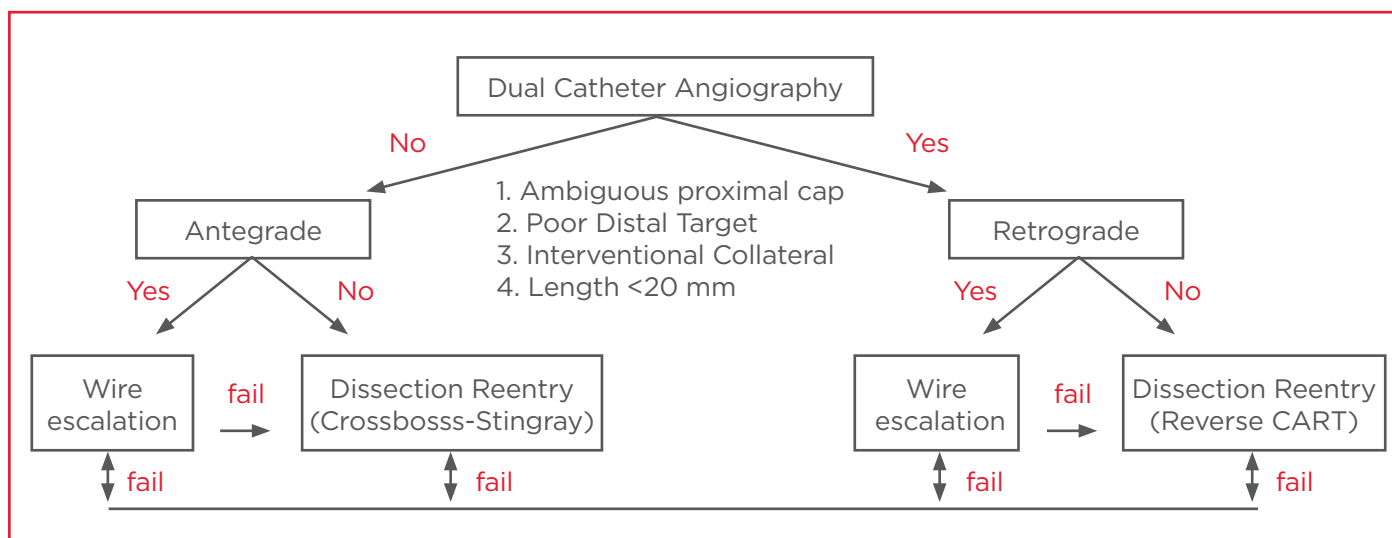 Dual Catheter Angiography
No
Yes
1. Ambiguous proximal cap
2. Poor Distal Target
3. Interventional Collateral
4. Length <20 mm
Antegrade
Retrograde
Yes
No
Yes
No
Wire
escalation
fail
Dissection Reentry
(Crossbosss-Stingray)
Wire
escalation
fail
Dissection Reentry
(Reverse CART)
fail
fail
fail
fail